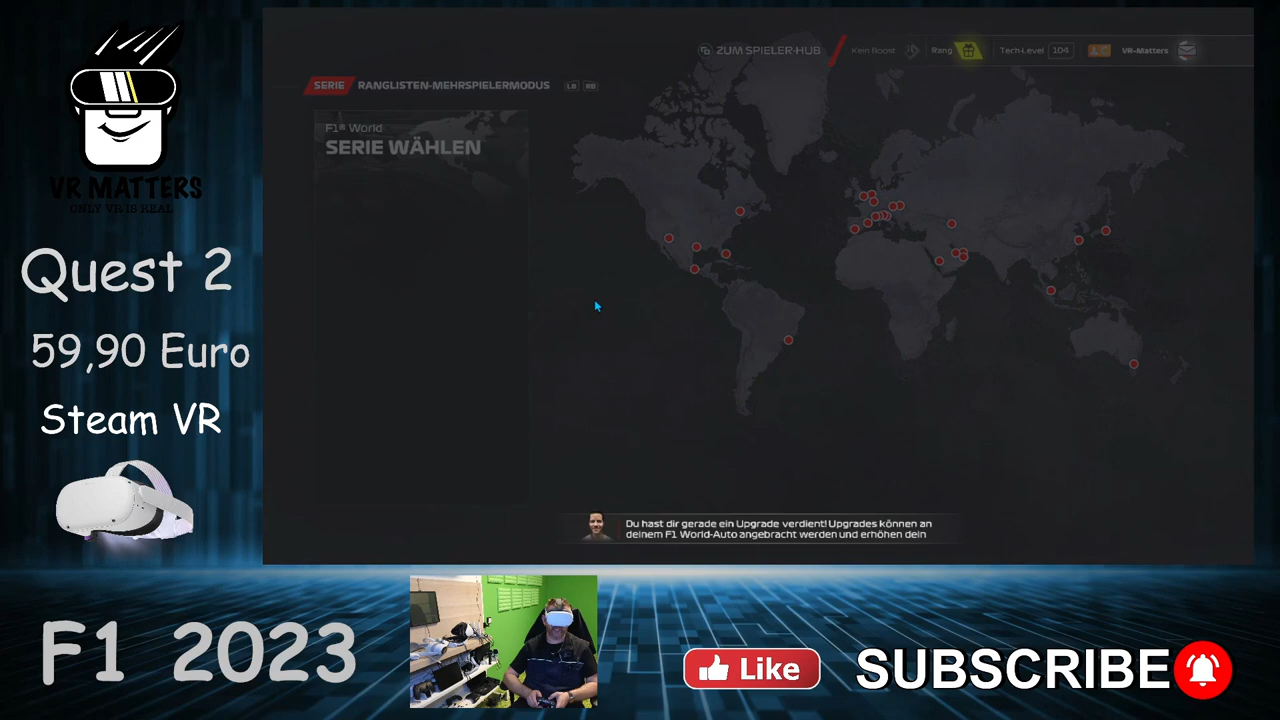 VR MATTERS
ONLY VR IS REAL
Quest 2
59,90 Euro
Steam VR
ZUM SPIELER-HUB
Kein Boost
Rang
Tech-Level 104
VR-Matters
SERIE RANGLISTEN-MEHRSPIELERMODUS LB RB
F1® World
SERIE WÄHLEN
Du hast dir gerade ein Upgrade verdient! Upgrades können an
deinem F1 World-Auto angebracht werden und erhöhen dein
F1 2023
Like
SUBSCRIBE